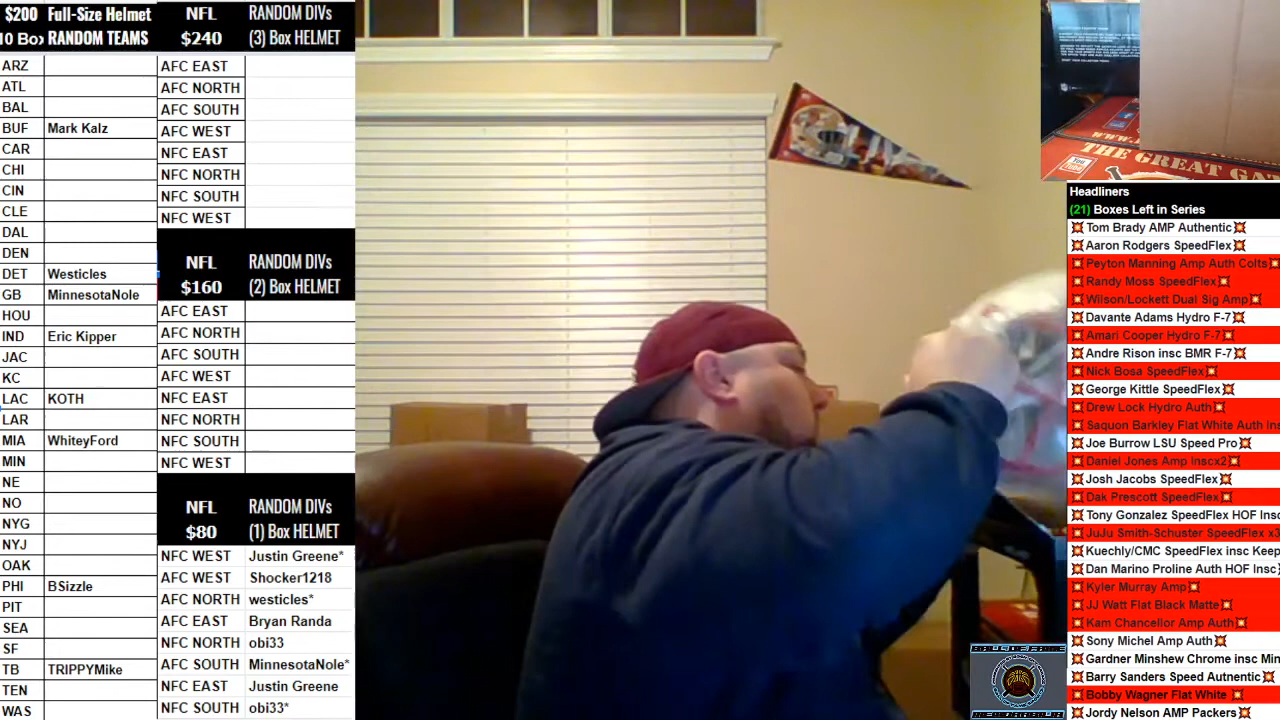 $200 Full-Size Helmet
10 Box RANDOM TEAMS
ARZ
ATL
BAL
BUF Mark Kalz
CAR
CHI
CIN
CLE
DAL
DEN
DET Westicles
GB MinnesotaNole
HOU
IND Eric Kipper
JAC
KC
LAC KOTH
LAR
MIA WhiteyFord
MIN
NE
NO
NYG
NYJ
OAK
PHI BSizzle
PIT
SEA
SF
TB TRIPPYMike
TEN
WAS
NFL RANDOM DIVs
$240 (3) Box HELMET
AFC EAST
AFC NORTH
AFC SOUTH
AFC WEST
NFC EAST
NFC NORTH
NFC SOUTH
NFC WEST
NFL RANDOM DIVs
$160 (2) Box HELMET
AFC EAST
AFC NORTH
AFC SOUTH
AFC WEST
NFC EAST
NFC NORTH
NFC SOUTH
NFC WEST
NFL RANDOM DIVs
$80 (1) Box HELMET
NFC WEST Justin Greene*
AFC WEST Shocker1218
AFC NORTH westicles*
AFC EAST Bryan Randa
NFC NORTH obi33
AFC SOUTH MinnesotaNole*
NFC EAST Justin Greene
NFC SOUTH obi33*
WWW.
THE GREAT GA
You Tube
Headliners
(21) Boxes Left in Series
Tom Brady AMP Authentic
Aaron Rodgers SpeedFlex
Peyton Manning Amp Auth Colts
Randy Moss SpeedFlex
Wilson/Lockett Dual Sig Amp
Davante Adams Hydro F-7
Amari Cooper Hydro F-7
Andre Rison insc BMR F-7
Nick Bosa SpeedFlex
George Kittle SpeedFlex
Drew Lock Hydro Auth
Saquon Barkley Flat White Auth Ins
Joe Burrow LSU Speed Pro
Daniel Jones Amp Inscx2
Josh Jacobs SpeedFlex
Dak Prescott SpeedFlex
Tony Gonzalez SpeedFlex HOF Insc
JuJu Smith-Schuster SpeedFlex x3
Kuechly/CMC SpeedFlex insc Keep
Dan Marino Proline Auth HOF Insc
Kyler Murray Amp
JJ Watt Flat Black Matte
Kam Chancellor Amp Auth
Sony Michel Amp Auth
Gardner Minshew Chrome insc Min
Barry Sanders Speed Authentic
Bobby Wagner Flat White
Jordy Nelson AMP Packers
MEMORABILIA